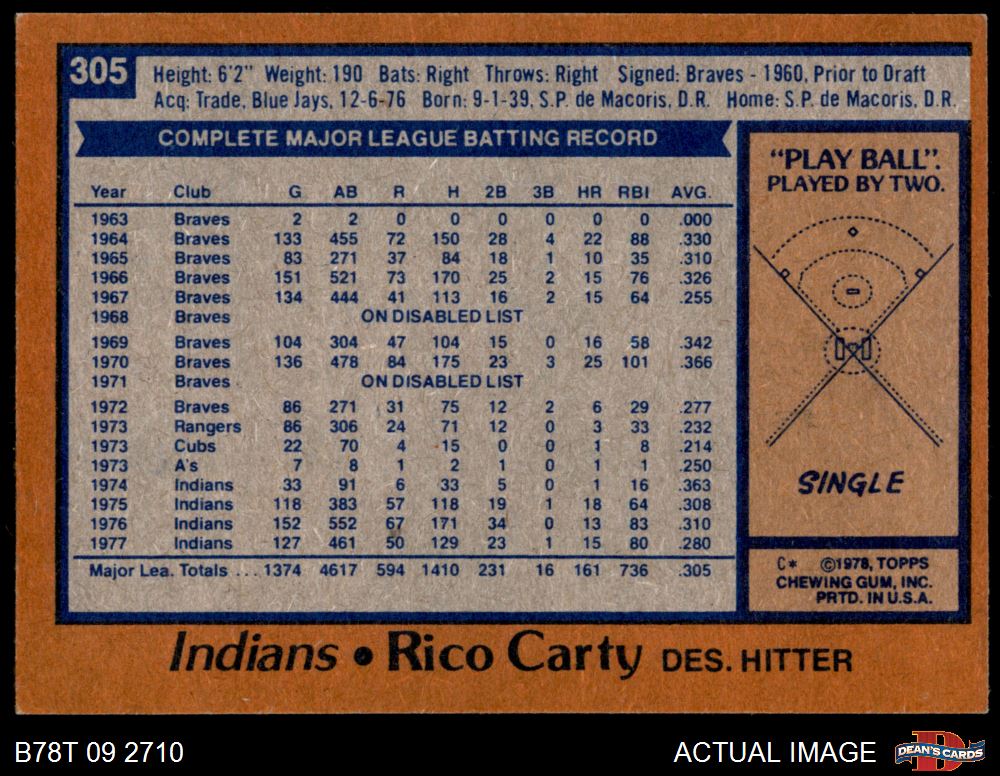 305
Height: 6'2" Weight: 190 Bats: Right Throws: Right Signed: Braves - 1960, Prior to Draft
Acq: Trade, Blue Jays, 12-6-76 Born: 9-1-39, S.P. de Macoris, D.R. Home: S.P. de Macoris, D.R.
COMPLETE MAJOR LEAGUE BATTING RECORD
Year Club G AB R H 2B 3B HR RBI AVG.
1963 Braves 2 2 0 0 0 0 0 0 .000
1964 Braves 133 455 72 150 28 4 22 88 .330
1965 Braves 83 271 37 84 18 1 10 35 .310
1966 Braves 151 521 73 170 25 2 15 76 .326
1967 Braves 134 444 41 113 16 2 15 64 .255
1968 Braves ON DISABLED LIST
1969 Braves 104 304 47 104 15 0 16 58 .342
1970 Braves 136 478 84 175 23 3 25 101 .366
1971 Braves ON DISABLED LIST
1972 Braves 86 271 31 75 12 2 6 29 .277
1973 Rangers 86 306 24 71 12 0 3 33 .232
1973 Cubs 22 70 4 15 0 0 1 8 .214
1973 A's 7 8 1 2 1 0 1 1 .250
1974 Indians 33 91 6 33 5 0 1 16 .363
1975 Indians 118 383 57 118 19 1 18 64 .308
1976 Indians 152 552 67 171 34 0 13 83 .310
1977 Indians 127 461 50 129 23 1 15 80 .280
Major Lea. Totals ... 1374 4617 594 1410 231 16 161 736 .305
"PLAY BALL".
PLAYED BY TWO.
SINGLE
C* ©1978, TOPPS
CHEWING GUM, INC.
PRTD. IN U.S.A.
Indians • Rico Carty DES. HITTER
B78T 09 2710
ACTUAL IMAGE
DEAN'S CARDS